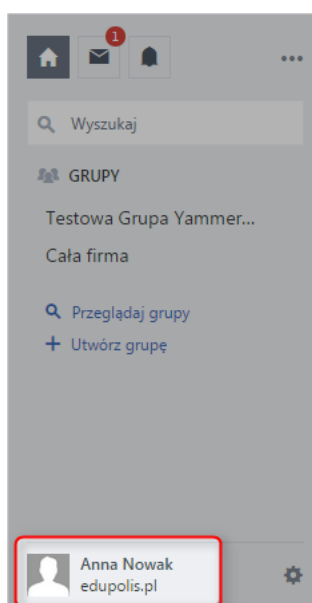 1
Wyszukaj
GRUPY
Testowa Grupa Yammer...
Cała firma
Przeglądaj grupy
Utwórz grupę
Anna Nowak
edupolis.pl